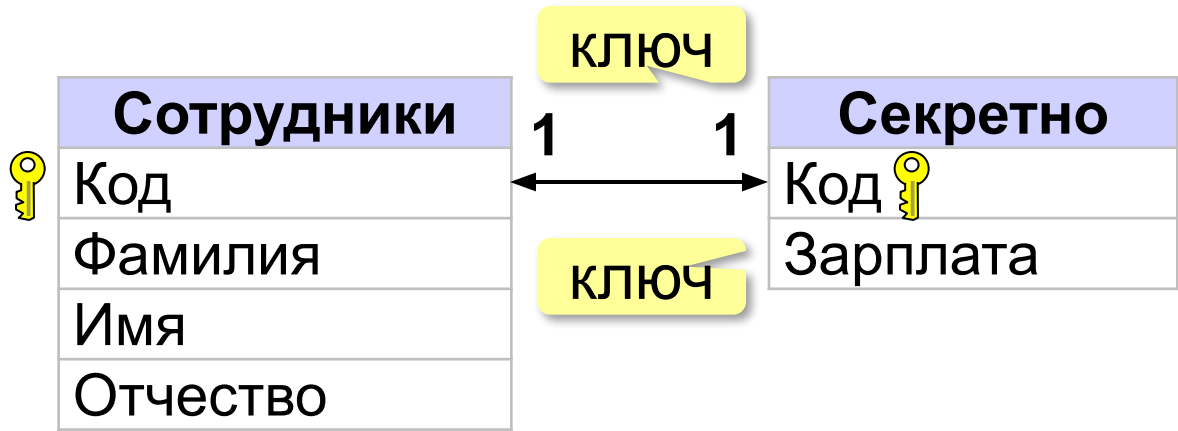 ключ
Сотрудники
1 1
Секретно
Код
Код
Фамилия
ключ
Зарплата
Имя
Отчество